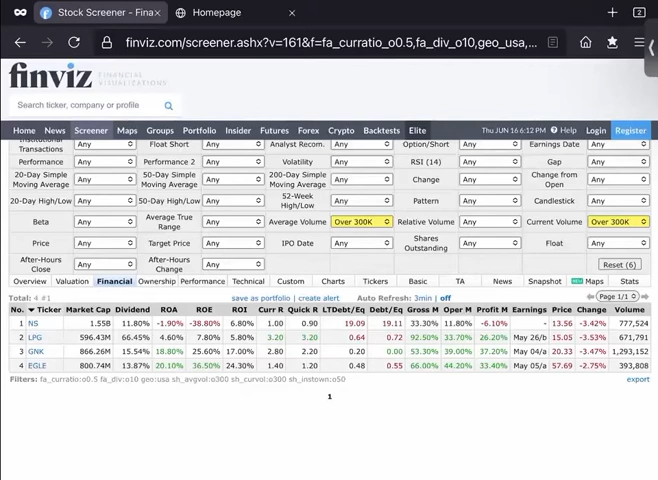 Stock Screener - Fina× Homepage × + 2
finviz.com/screener.ashx?v=161&f=fa_curratio_o0.5,fa_div_o10,geo_usa,...
finviz FINANCIAL VISUALIZATIONS
Search ticker, company or profile
Home News Screener Maps Groups Portfolio Insider Futures Forex Crypto Backtests Elite Thu JUN 16 6:12 PM Help Login Register
Institutional Transactions Any Float Short Any Analyst Recom. Any Option/Short Any Earnings Date Any
Performance Any Performance 2 Any Volatility Any RSI (14) Any Gap Any
20-Day Simple Moving Average Any 50-Day Simple Moving Average Any 200-Day Simple Moving Average Any Change Any Change from Open Any
20-Day High/Low Any 50-Day High/Low Any 52-Week High/Low Any Pattern Any Candlestick Any
Beta Any Average True Range Any Average Volume Over 300K Relative Volume Any Current Volume Over 300K
Price Any Target Price Any IPO Date Any Shares Outstanding Any Float Any
After-Hours Close Any After-Hours Change Any Reset (6)
Overview Valuation Financial Ownership Performance Technical Custom Charts Tickers Basic TA News Snapshot Maps Stats
Total: 4 #1 save as portfolio | create alert Auto Refresh: 3min | off Page 1/1
No. Ticker Market Cap Dividend ROA ROE ROI Curr R Quick R LTDebt/Eq Debt/Eq Gross M Oper M Profit M Earnings Price Change Volume
1 NS 1.55B 11.80% -1.90% -38.80% 6.80% 1.00 0.90 19.09 19.11 33.30% 11.80% -6.10% - 13.56 -3.42% 777,524
2 LPG 596.43M 66.45% 4.60% 7.80% 5.80% 3.20 3.20 0.64 0.72 92.50% 33.70% 26.20% May 26/b 15.05 -3.53% 671,791
3 GNK 866.26M 15.54% 18.80% 25.60% 17.00% 2.80 2.20 0.20 0.00 53.30% 39.00% 37.20% May 04/a 20.33 -3.47% 1,293,152
4 EGLE 800.74M 13.87% 20.10% 36.50% 24.30% 1.40 1.20 0.48 0.55 66.00% 44.20% 33.40% May 05/a 57.69 -2.75% 393,808
Filters: fa_curratio:o0.5 fa_div:o10 geo:usa sh_avgvol:o300 sh_curvol:o300 sh_instown:o50 export
1